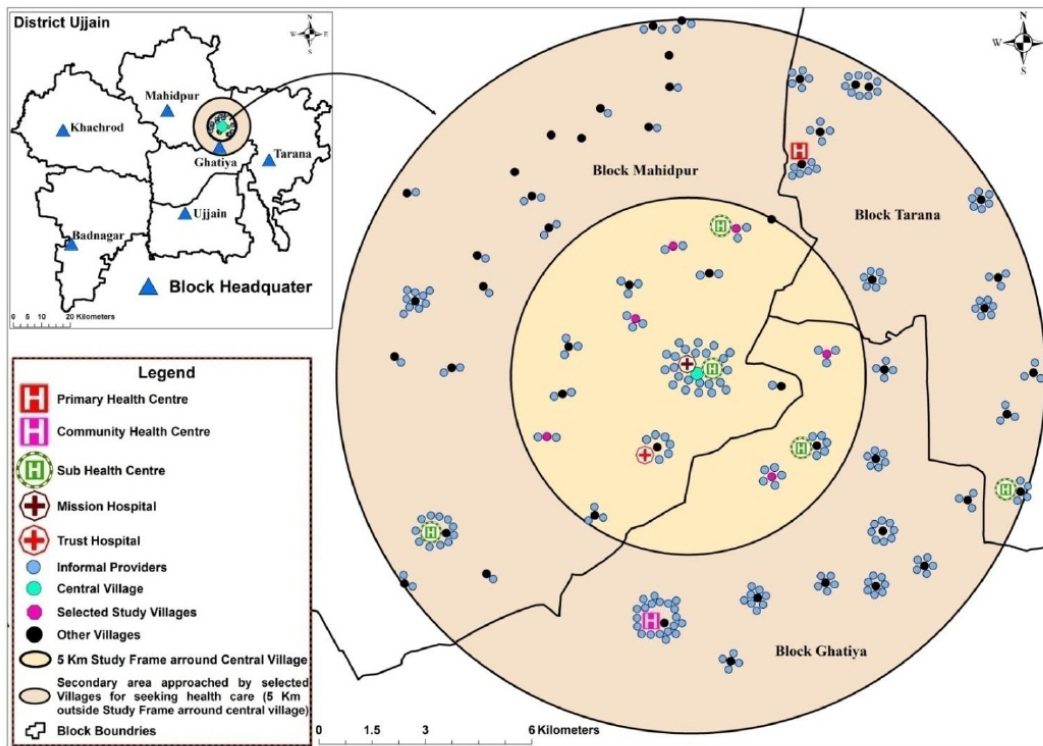 District Ujjain
N
W E
S
Mahidpur
Khachrod
Ghatiya
Tarana
Ujjain
Badnagar
Block Headquater
0 5 10 20 Kilometers
N
W E
S
Block Mahidpur
Block Tarana
Block Ghatiya
Legend
H Primary Health Centre
H Community Health Centre
H Sub Health Centre
Mission Hospital
Trust Hospital
Informal Providers
Central Village
Selected Study Villages
Other Villages
5 Km Study Frame arround Central Village
Secondary area approached by selected
Villages for seeking health care (5 Km
outside Study Frame arround central village)
Block Boundries
0 1.5 3 6 Kilometers
H
H
H
H
H
H
H